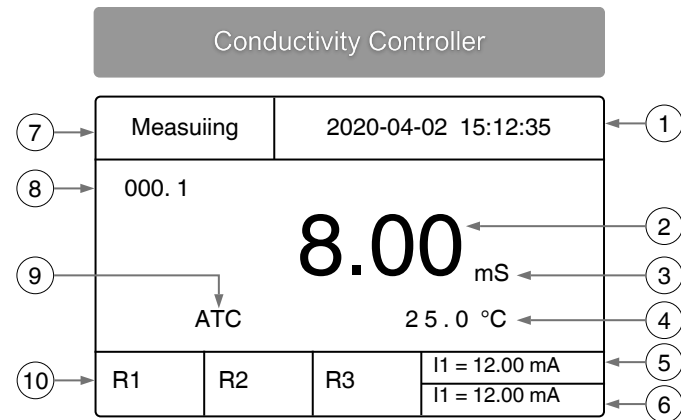 Conductivity Controller
7 Measuiing 2020-04-02 15:12:35 1
8 000. 1
8.00 2
mS 3
9
ATC 25.0 °C 4
10 R1 R2 R3 I1 = 12.00 mA 5
I1 = 12.00 mA 6